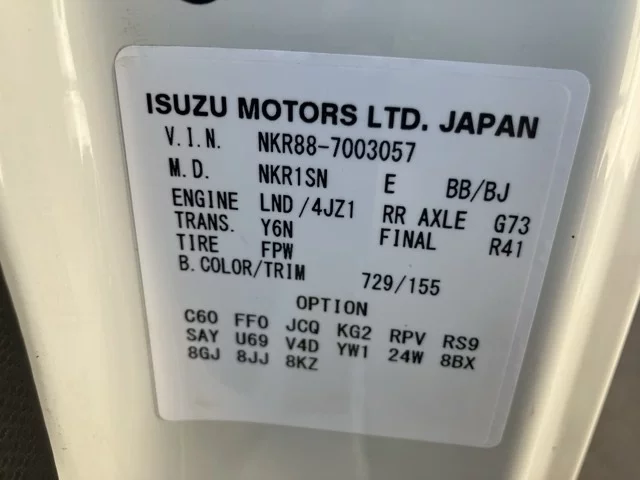 ISUZU MOTORS LTD. JAPAN
V.I.N. NKR88-7003057
M.D. NKR1SN E BB/BJ
ENGINE LND/4JZ1 RR AXLE G73
TRANS. Y6N FINAL R41
TIRE FPW
B.COLOR/TRIM 729/155
OPTION
C60 FF0 JCQ KG2 RPV RS9
SAY U69 V4D YW1 24W 8BX
8GJ 8JJ 8KZ